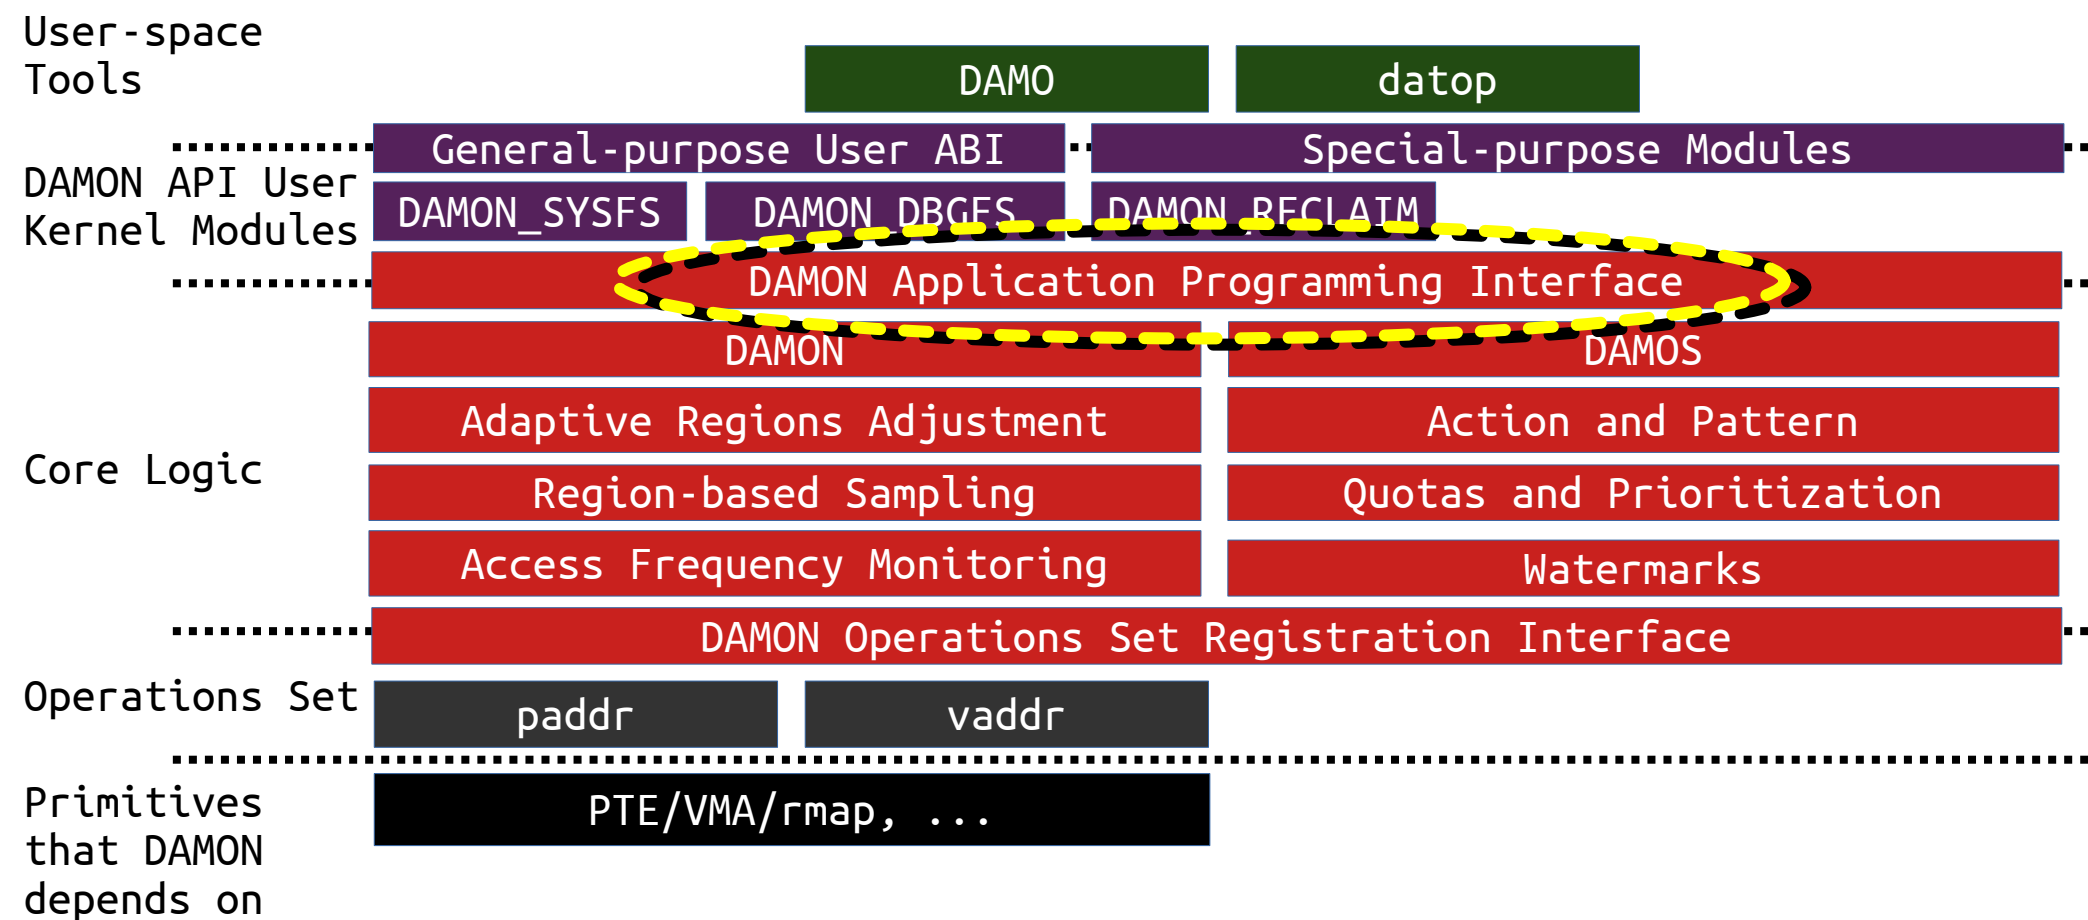 User-space
Tools
DAMO
datop
General-purpose User ABI
Special-purpose Modules
DAMON API User
Kernel Modules
DAMON_SYSFS
DAMON_DBGFS
DAMON_RECLAIM
DAMON Application Programming Interface
DAMON
DAMOS
Adaptive Regions Adjustment
Action and Pattern
Core Logic
Region-based Sampling
Quotas and Prioritization
Access Frequency Monitoring
Watermarks
DAMON Operations Set Registration Interface
Operations Set
paddr
vaddr
Primitives
that DAMON
depends on
PTE/VMA/rmap, ...